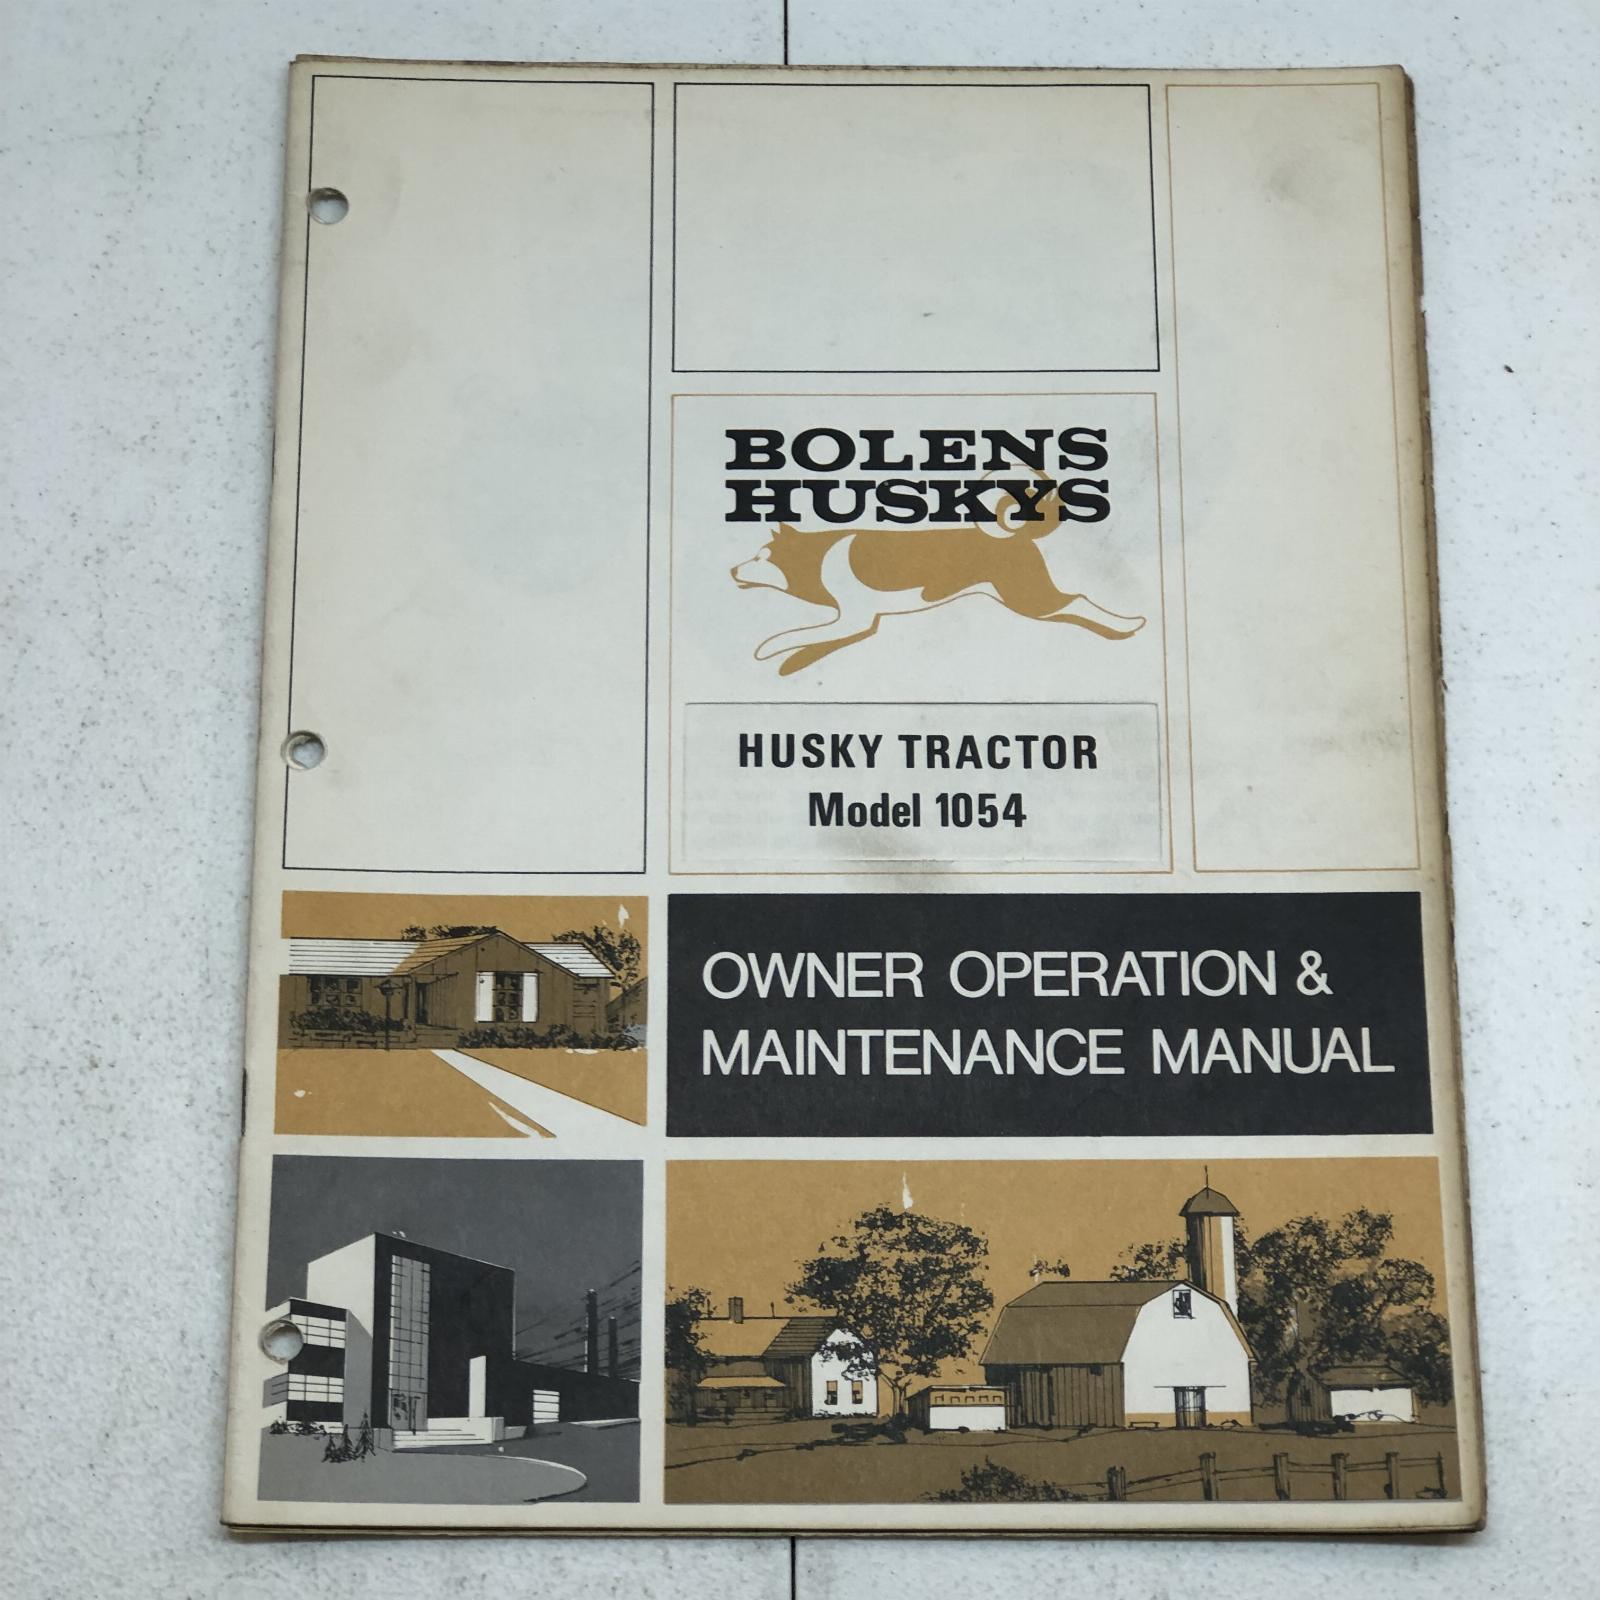 BOLENS
HUSKYS
HUSKY TRACTOR
Model 1054
OWNER OPERATION &
MAINTENANCE MANUAL